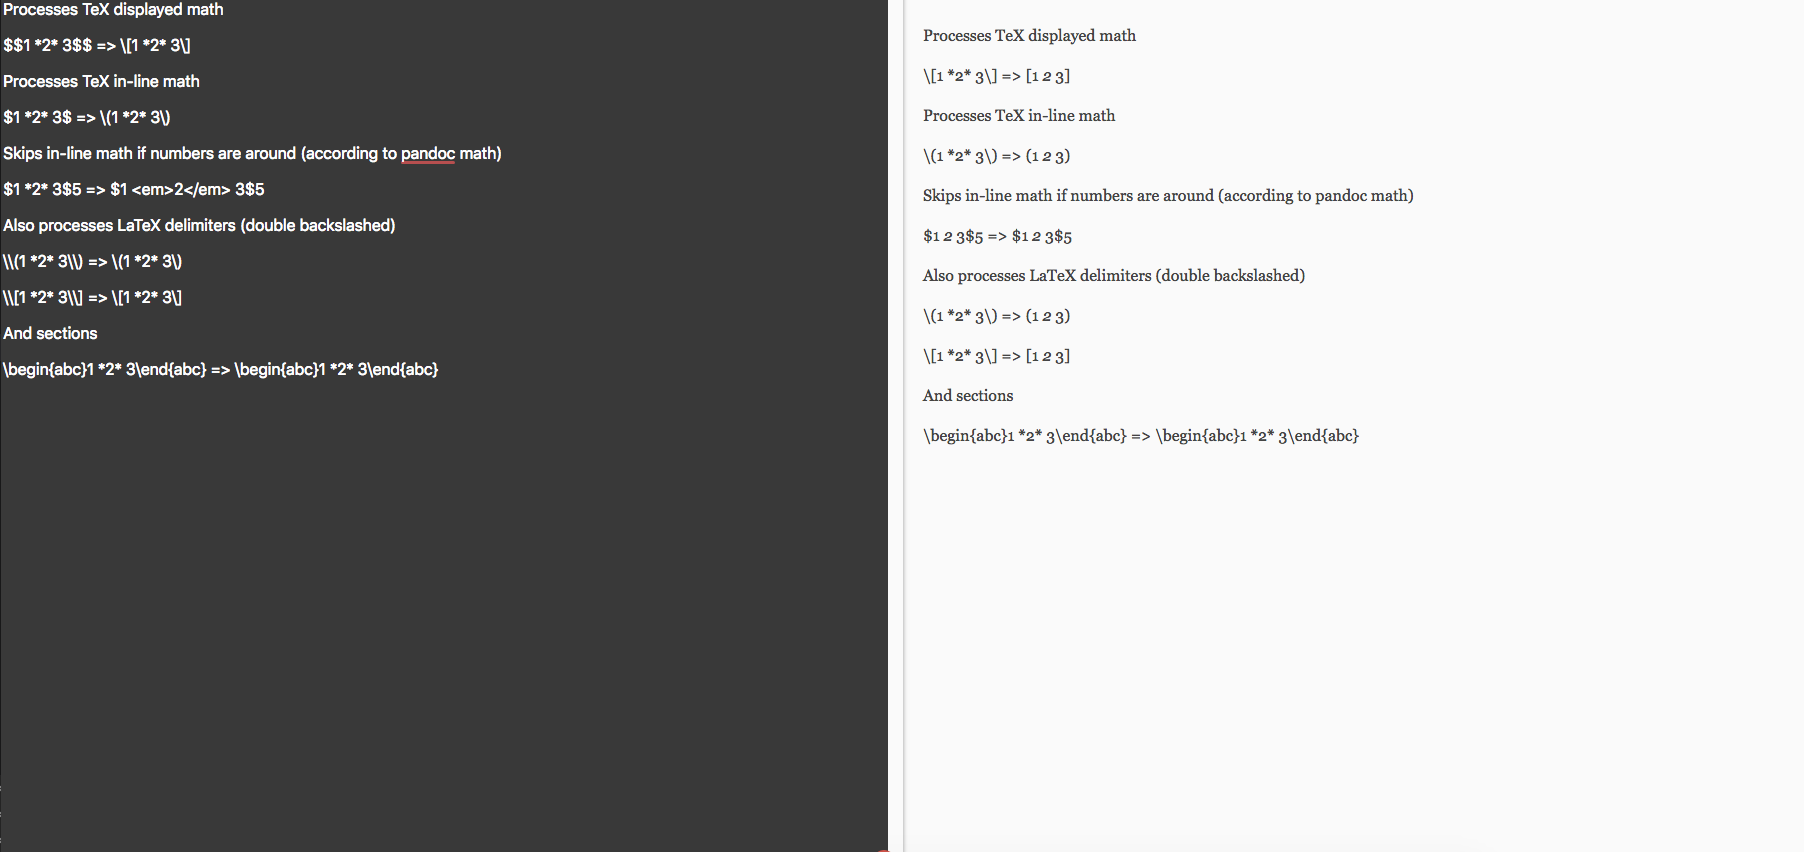 Processes TeX displayed math
$$1 *2* 3$$ => \[1 *2* 3\]
Processes TeX in-line math
$1 *2* 3$ => \(1 *2* 3\)
Skips in-line math if numbers are around (according to pandoc math)
$1 *2* 3$5 => $1 <em>2</em> 3$5
Also processes LaTeX delimiters (double backslashed)
\\(1 *2* 3\\) => \(1 *2* 3\)
\\[1 *2* 3\\] => \[1 *2* 3\]
And sections
\begin{abc}1 *2* 3\end{abc} => \begin{abc}1 *2* 3\end{abc}
Processes TeX displayed math
\[1 *2* 3\] => [1 2 3]
Processes TeX in-line math
\(1 *2* 3\) => (1 2 3)
Skips in-line math if numbers are around (according to pandoc math)
$1 2 3$5 => $1 2 3$5
Also processes LaTeX delimiters (double backslashed)
\(1 *2* 3\) => (1 2 3)
\[1 *2* 3\] => [1 2 3]
And sections
\begin{abc}1 *2* 3\end{abc} => \begin{abc}1 *2* 3\end{abc}